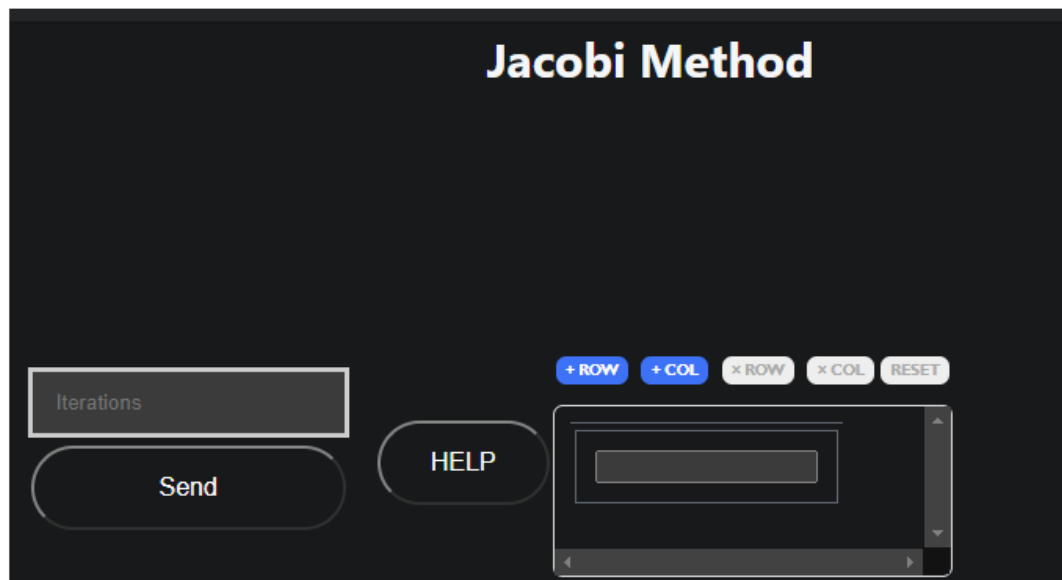 Jacobi Method
+ ROW + COL × ROW × COL RESET
Iterations
HELP
Send